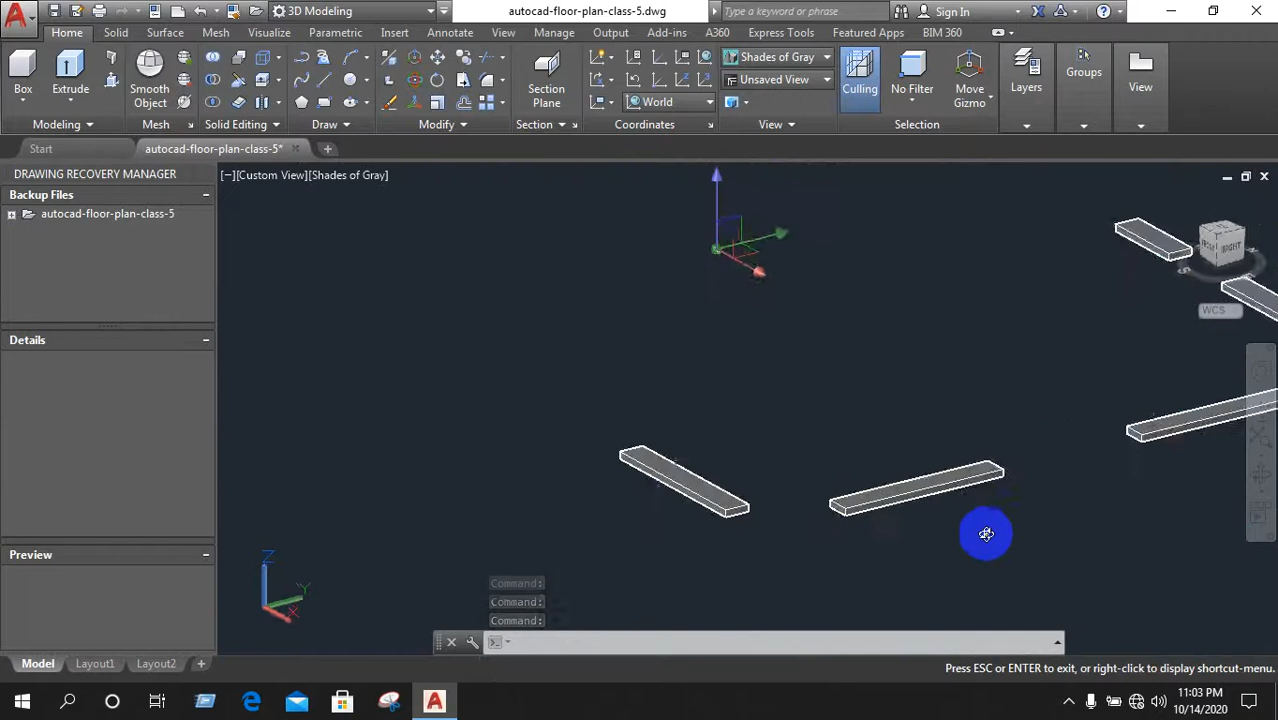 3D Modeling
autocad-floor-plan-class-5.dwg
Type a keyword or phrase
Sign In
Home
Solid
Surface
Mesh
Visualize
Parametric
Insert
Annotate
View
Manage
Output
Add-ins
A360
Express Tools
Featured Apps
BIM 360
Box
Extrude
Smooth
Object
Section
Plane
World
Shades of Gray
Unsaved View
Culling
No Filter
Move
Gizmo
Layers
Groups
View
Modeling
Mesh
Solid Editing
Draw
Modify
Section
Coordinates
View
Selection
Start
autocad-floor-plan-class-5*
DRAWING RECOVERY MANAGER
Backup Files
autocad-floor-plan-class-5
Details
Preview
[−][Custom View][Shades of Gray]
RIGHT
WCS
Z
Y
X
Command:
Command:
Command:
Model
Layout1
Layout2
Press ESC or ENTER to exit, or right-click to display shortcut-menu.
11:03 PM
10/14/2020